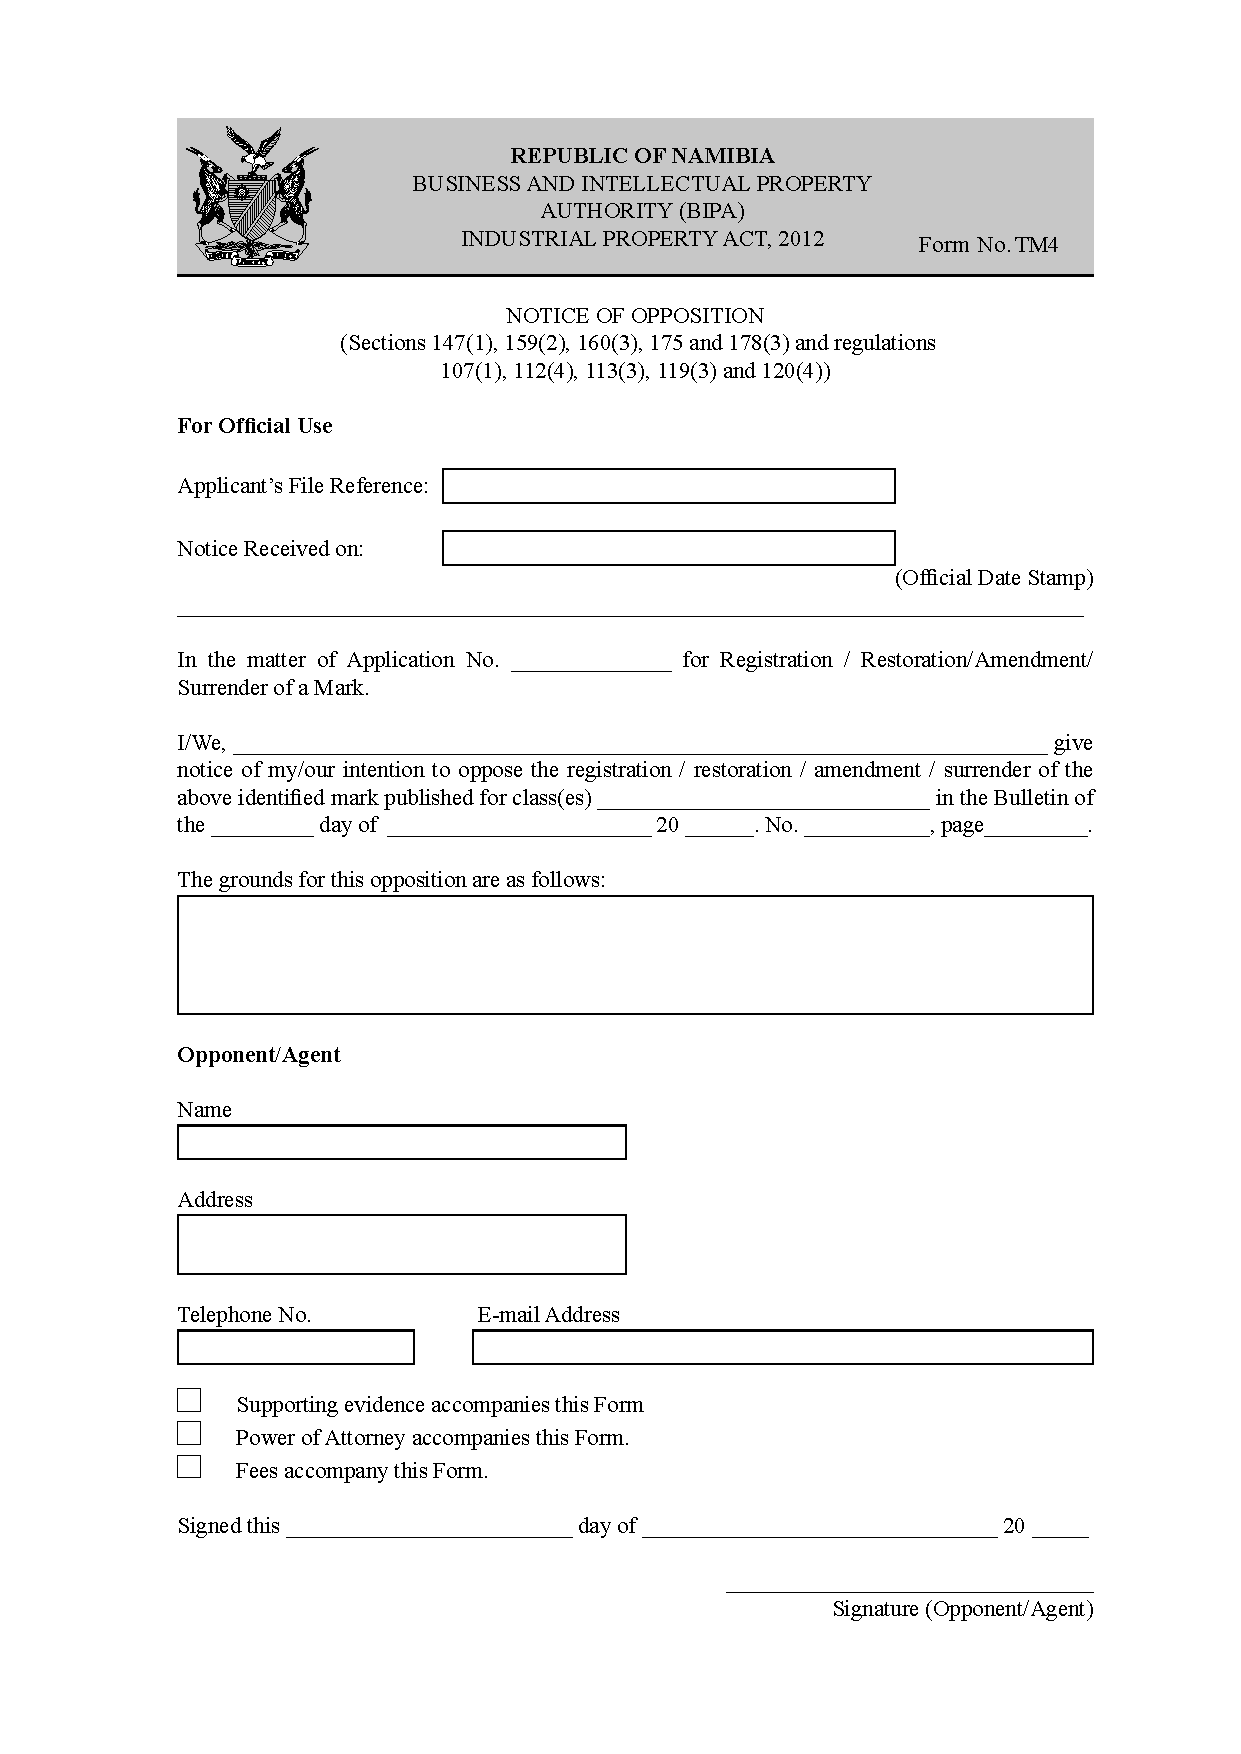 REPUBLIC OF NAMIBIA
BUSINESS AND INTELLECTUAL PROPERTY
AUTHORITY (BIPA)
INDUSTRIAL PROPERTY ACT, 2012
Form No. TM4
NOTICE OF OPPOSITION
(Sections 147(1), 159(2), 160(3), 175 and 178(3) and regulations
107(1), 112(4), 113(3), 119(3) and 120(4))
For Official Use
Applicant’s File Reference:
Notice Received on:
(Official Date Stamp)
In the matter of Application No. ______________ for Registration / Restoration/Amendment/
Surrender of a Mark.
I/We, _______________________________________________________________________ give
notice of my/our intention to oppose the registration / restoration / amendment / surrender of the
above identified mark published for class(es) _____________________________ in the Bulletin of
the _________ day of _______________________ 20 ______. No. ___________, page_________.
The grounds for this opposition are as follows:
Opponent/Agent
Name
Address
Telephone No. E-mail Address
Supporting evidence accompanies this Form
Power of Attorney accompanies this Form.
Fees accompany this Form.
Signed this _________________________ day of _______________________________ 20 _____
Signature (Opponent/Agent)